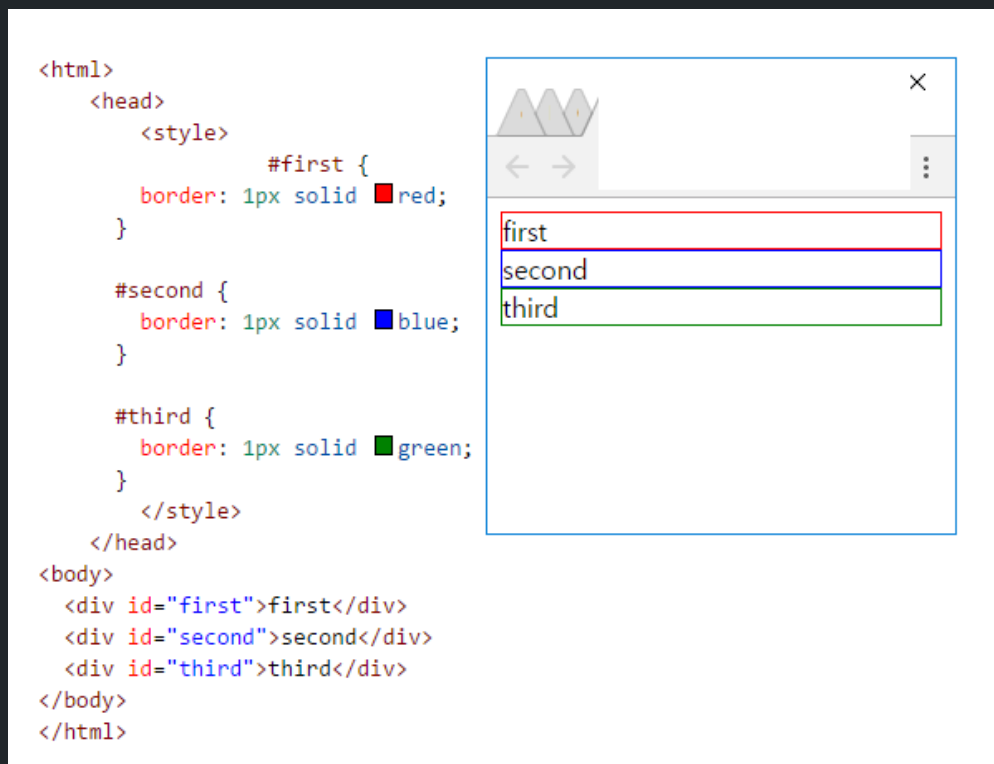 <html>
<head>
<style>
#first {
border: 1px solid red;
}
#second {
border: 1px solid blue;
}
#third {
border: 1px solid green;
}
</style>
</head>
<body>
<div id="first">first</div>
<div id="second">second</div>
<div id="third">third</div>
</body>
</html>
first
second
third